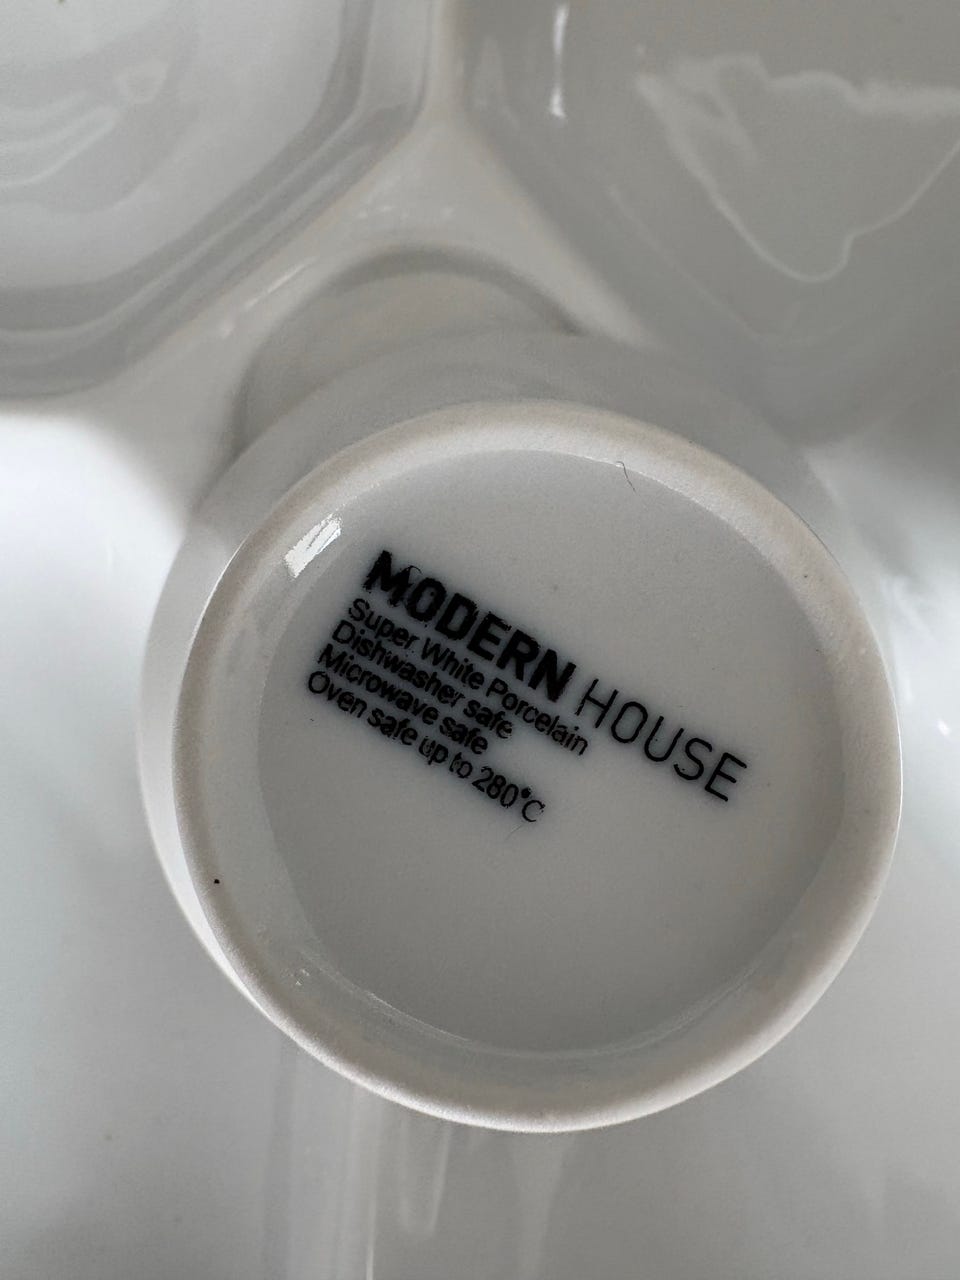 MODERN HOUSE
Super White Porcelain
Dishwasher safe
Microwave safe
Oven safe up to 280°C